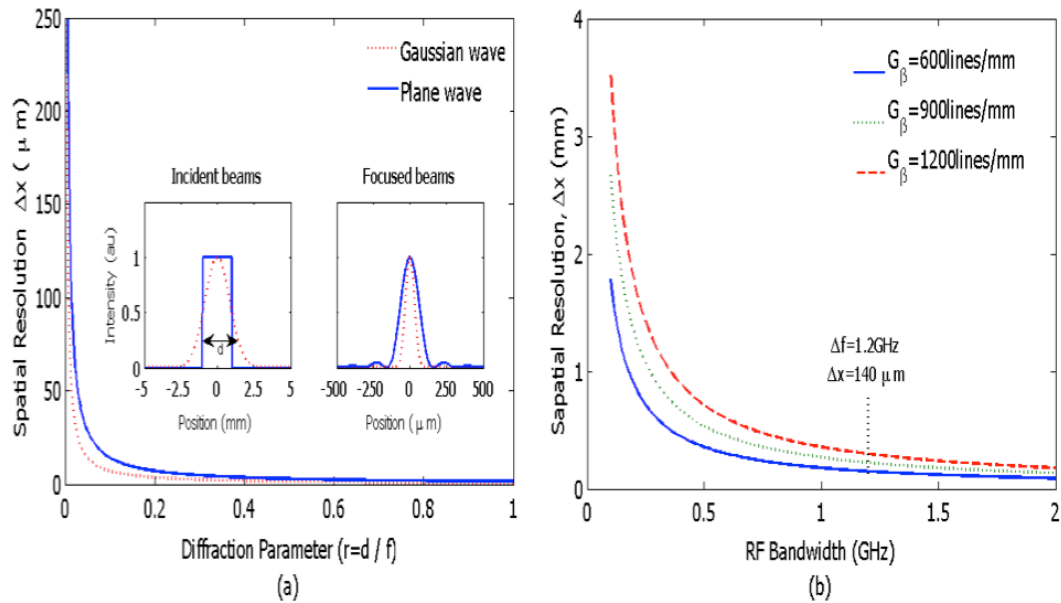 250
200
150
100
50
0
Spatial Resolution Δx ( μ m)
Gaussian wave
Plane wave
Incident beams
Focused beams
1
0.5
0
Intensity (au)
d
-5 -2.5 0 2.5 5
Position (mm)
-500 -250 0 250 500
Position ( μ m)
0 0.2 0.4 0.6 0.8 1
Diffraction Parameter (r=d / f)
(a)
4
3
2
1
0
Sapatial Resolution, Δx (mm)
Gβ=600lines/mm
Gβ=900lines/mm
Gβ=1200lines/mm
Δf=1.2GHz
Δx=140 μ m
0 0.5 1 1.5 2
RF Bandwidth (GHz)
(b)